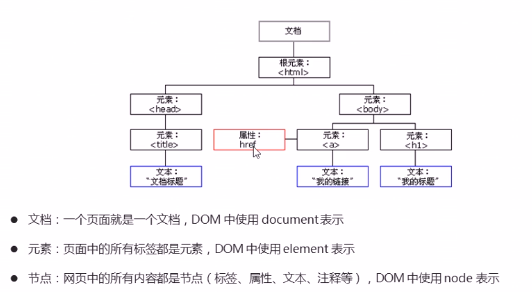 文档
根元素：
<html>
元素：
<head>
元素：
<body>
元素：
<title>
属性：
href
元素：
<a>
元素：
<h1>
文本：
"文档标题"
文本：
"我的链接"
文本：
"我的标题"
● 文档：一个页面就是一个文档，DOM 中使用 document 表示
● 元素：页面中的所有标签都是元素，DOM 中使用 element 表示
● 节点：网页中的所有内容都是节点（标签、属性、文本、注释等），DOM 中使用 node 表示